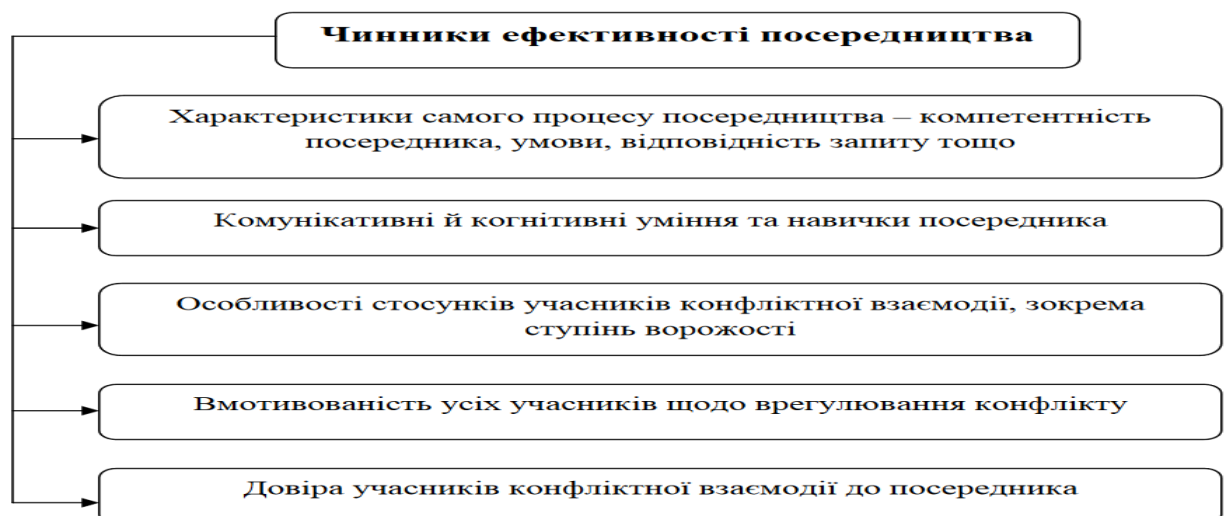 Чинники ефективності посередництва
Характеристики самого процесу посередництва – компетентність
посередника, умови, відповідність запиту тощо
Комунікативні й когнітивні уміння та навички посередника
Особливості стосунків учасників конфліктної взаємодії, зокрема
ступінь ворожості
Вмотивованість усіх учасників щодо врегулювання конфлікту
Довіра учасників конфліктної взаємодії до посередника